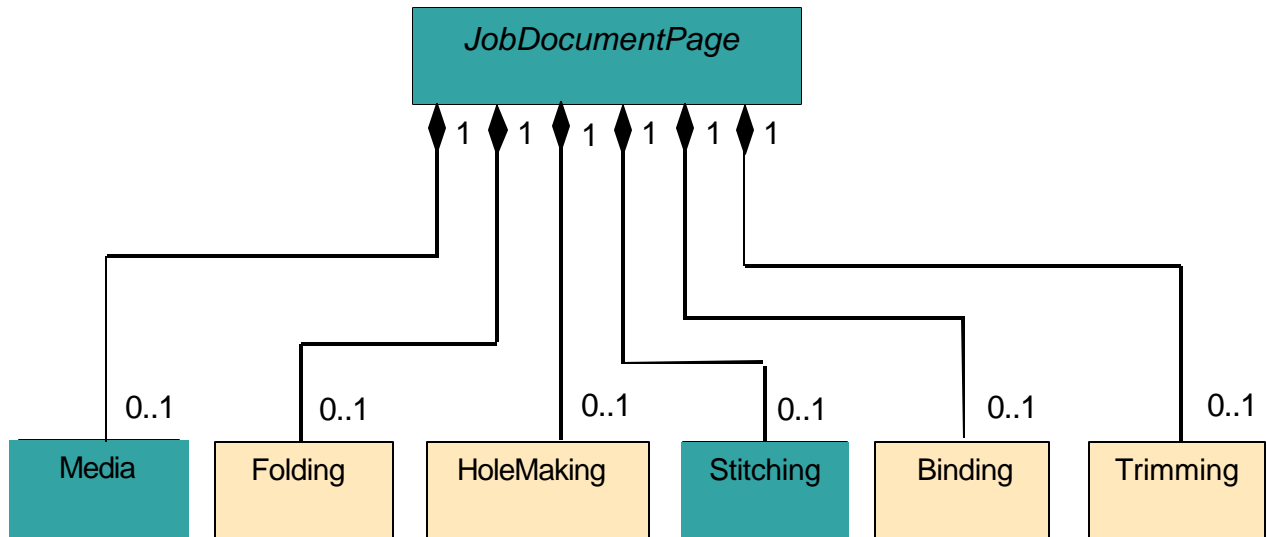 JobDocumentPage
1 1 1 1 1 1
0..1 0..1 0..1 0..1 0..1 0..1
Media Folding HoleMaking Stitching Binding Trimming